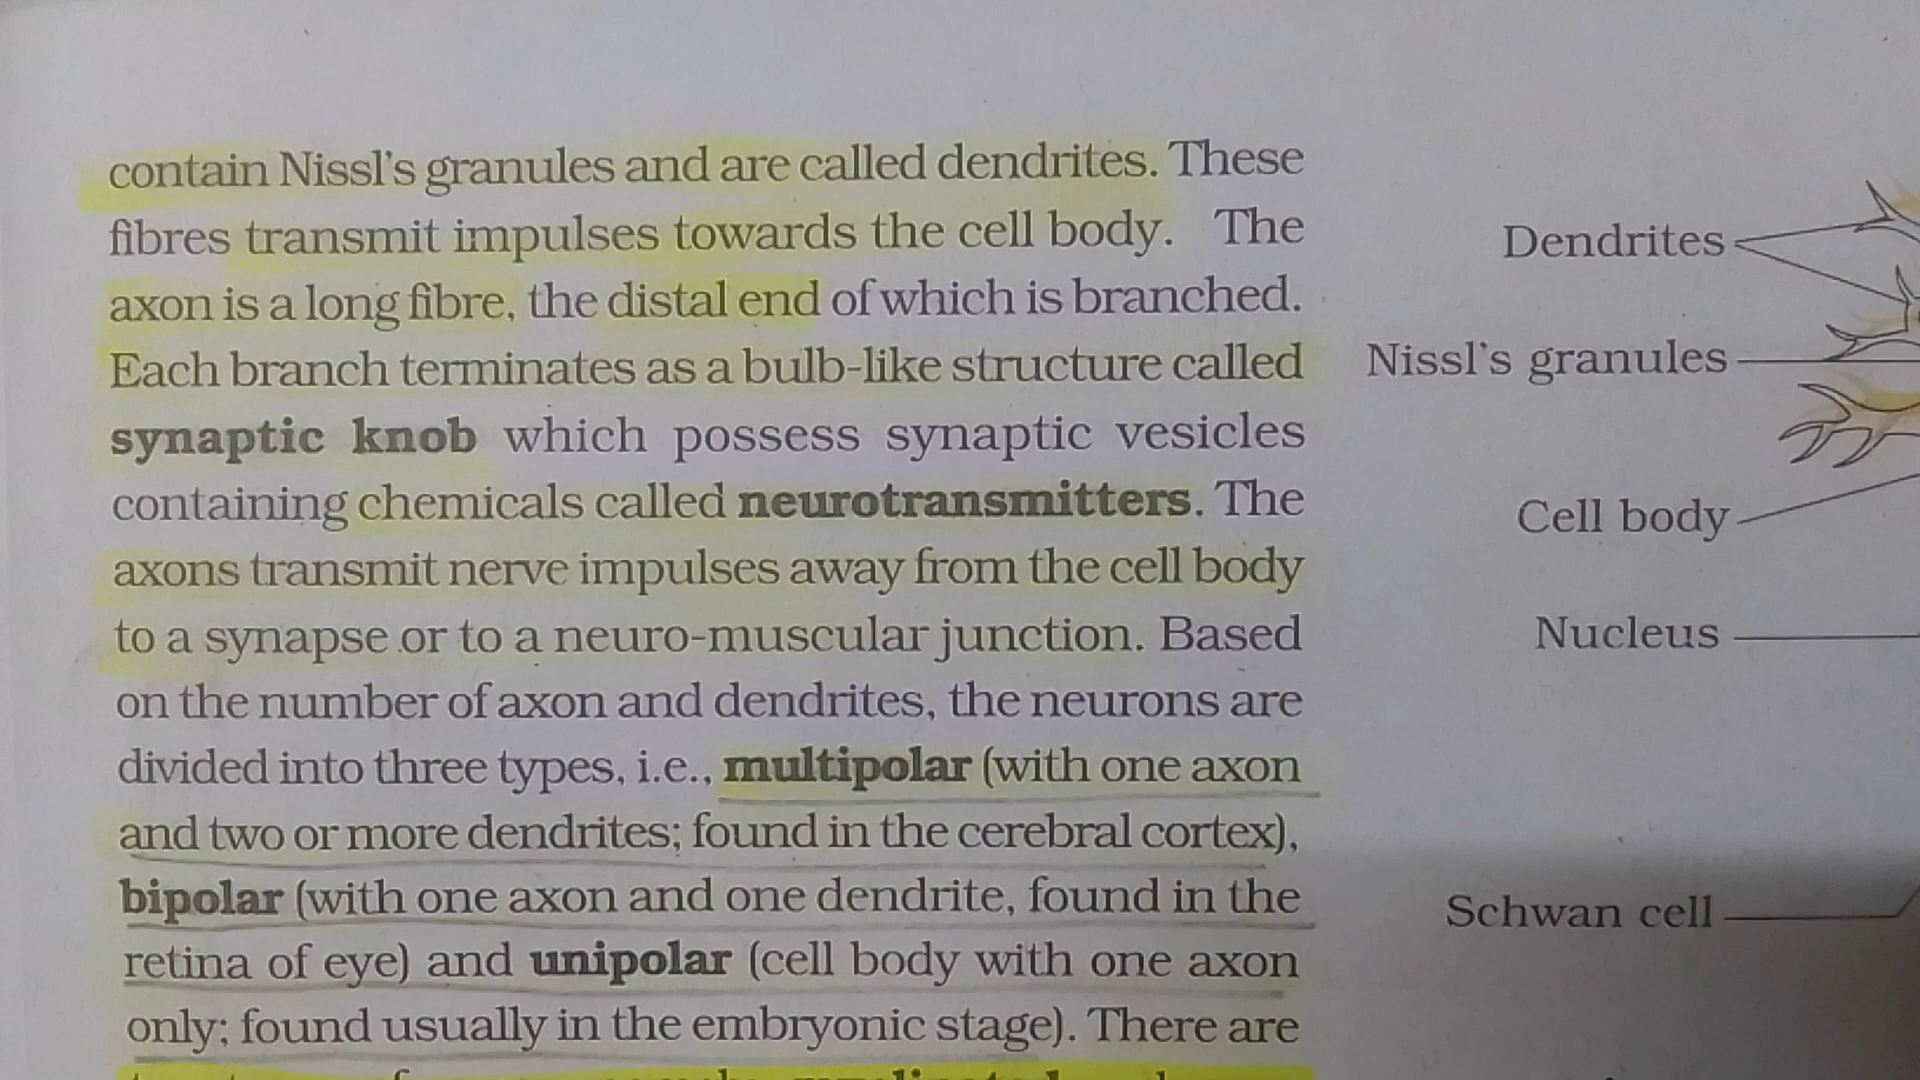 contain Nissl's granules and are called dendrites. These
fibres transmit impulses towards the cell body. The
axon is a long fibre, the distal end of which is branched.
Each branch terminates as a bulb-like structure called
synaptic knob which possess synaptic vesicles
containing chemicals called neurotransmitters. The
axons transmit nerve impulses away from the cell body
to a synapse or to a neuro-muscular junction. Based
on the number of axon and dendrites, the neurons are
divided into three types, i.e., multipolar (with one axon
and two or more dendrites; found in the cerebral cortex),
bipolar (with one axon and one dendrite, found in the
retina of eye) and unipolar (cell body with one axon
only; found usually in the embryonic stage). There are
Dendrites
Nissl's granules
Cell body
Nucleus
Schwan cell